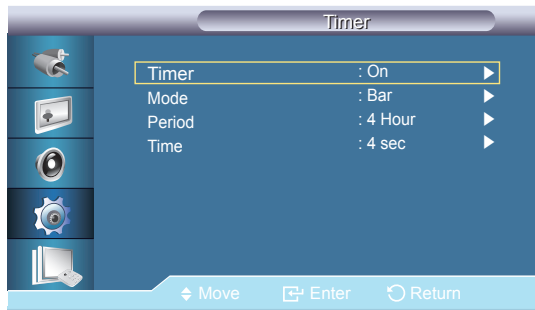 Timer
Timer : On
Mode : Bar
Period : 4 Hour
Time : 4 sec
Move Enter Return